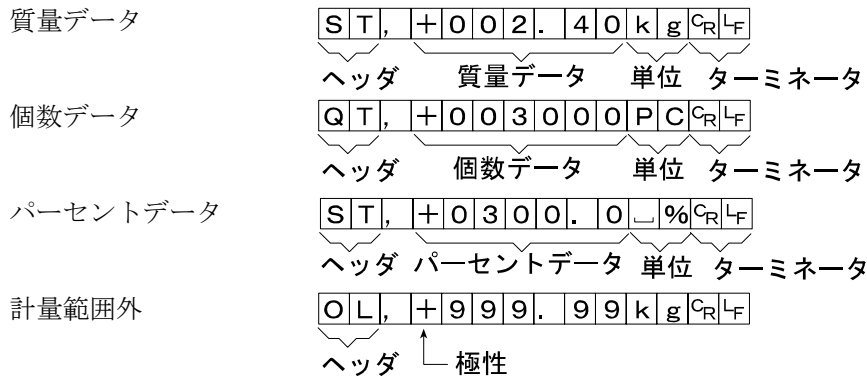 質量データ ST, +002.40kgCRLF
ヘッダ 質量データ 単位 ターミネータ
個数データ QT, +003000PCCRLF
ヘッダ 個数データ 単位 ターミネータ
パーセントデータ ST, +0300.0␣%CRLF
ヘッダ パーセントデータ 単位 ターミネータ
計量範囲外 OL, +999.99kgCRLF
ヘッダ 極性